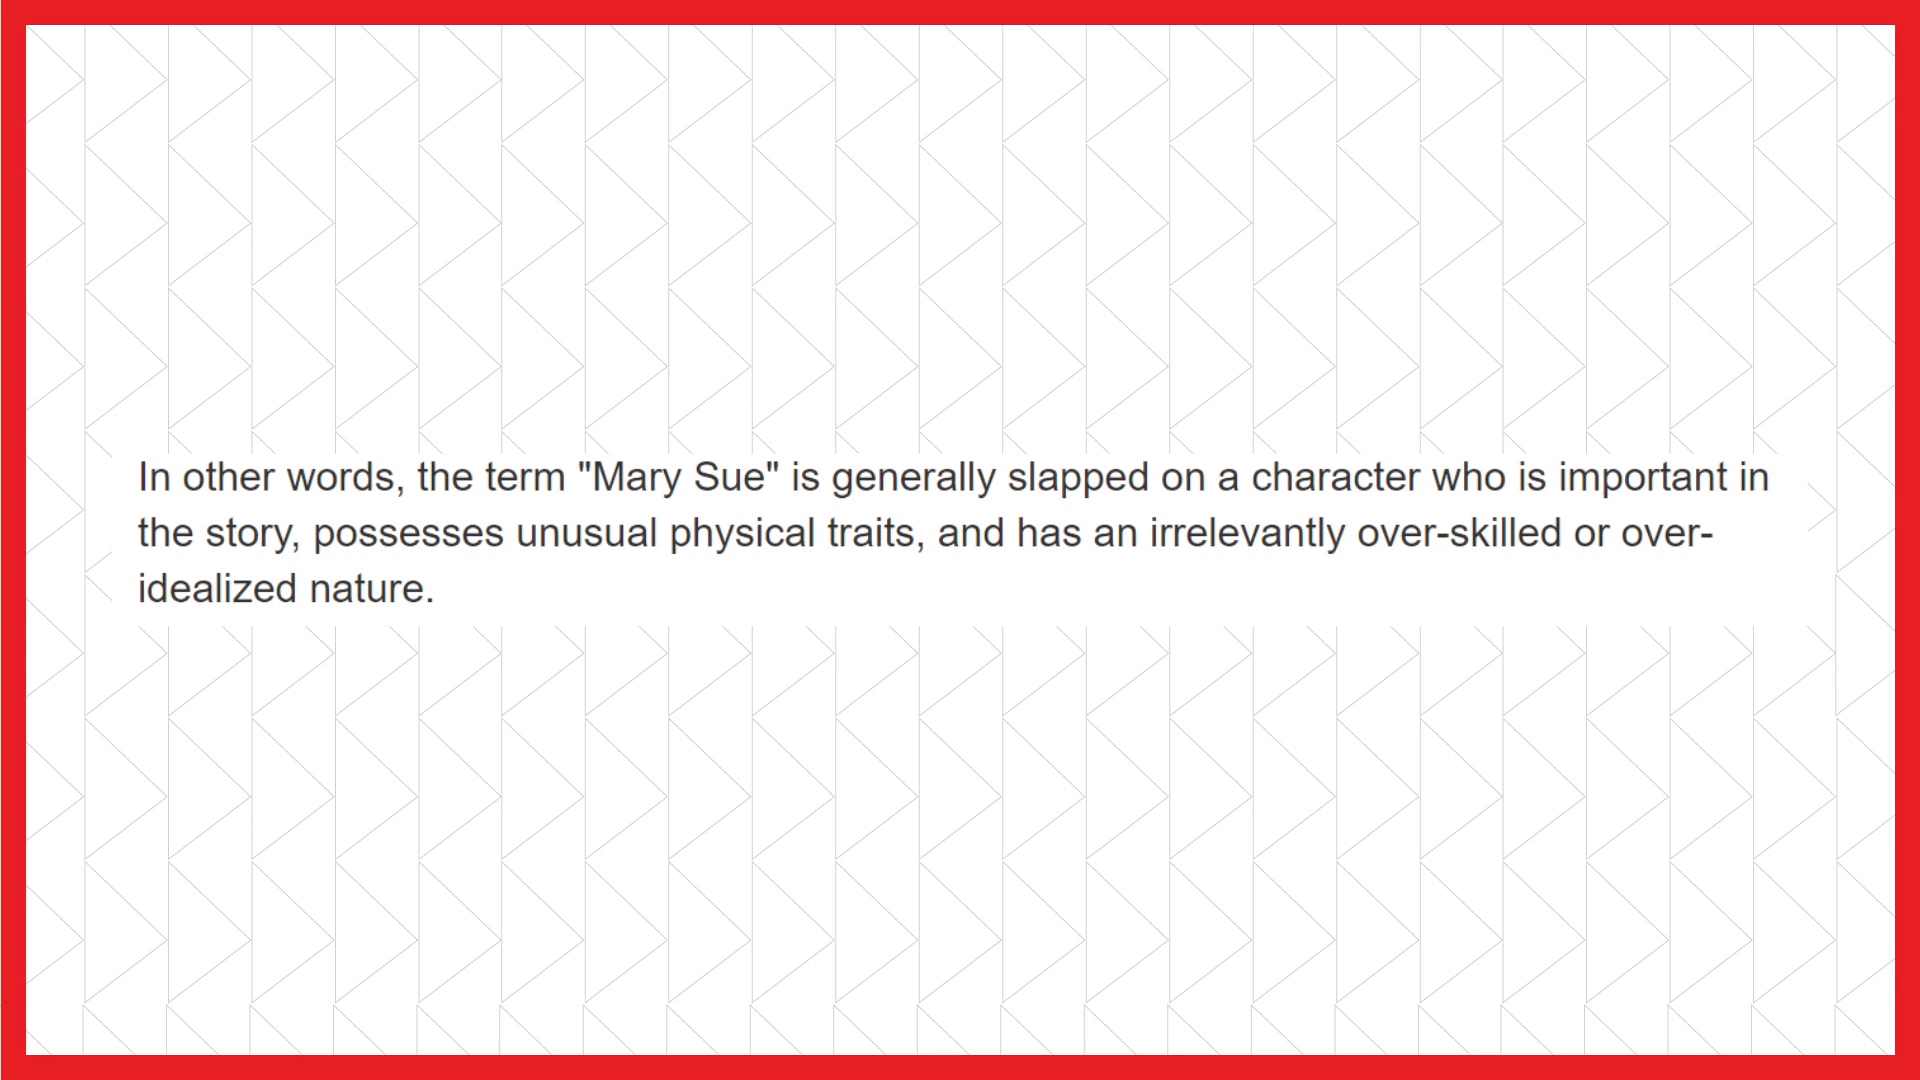 In other words, the term "Mary Sue" is generally slapped on a character who is important in
the story, possesses unusual physical traits, and has an irrelevantly over-skilled or over-
idealized nature.